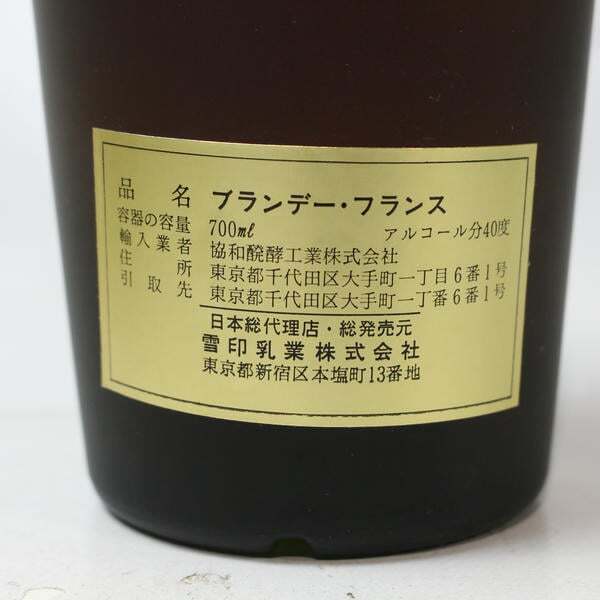 品名 ブランデー・フランス
容器の容量 700ml アルコール分40度
輸入業者 協和醗酵工業株式会社
住所 東京都千代田区大手町一丁目6番1号
引取先 東京都千代田区大手町一丁番6番1号
日本総代理店・総発売元
雪印乳業株式会社
東京都新宿区本塩町13番地